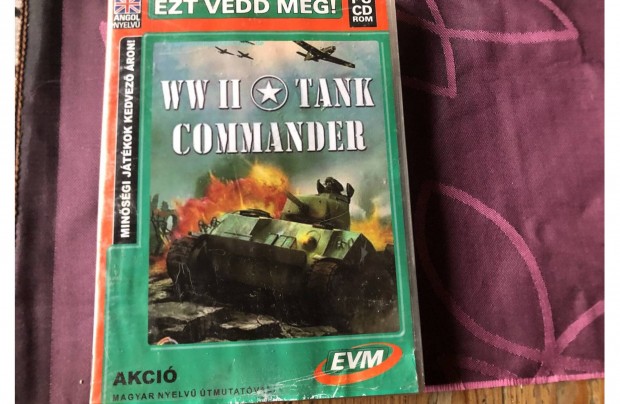 EZT VEDD MEG!
ANGOL
NYELVŰ
PC
CD
ROM
MINŐSÉGI JÁTÉKOK KEDVEZŐ ÁRON!
WW II TANK
COMMANDER
EVM
AKCIÓ
MAGYAR NYELVŰ ÚTMUTATÓVAL